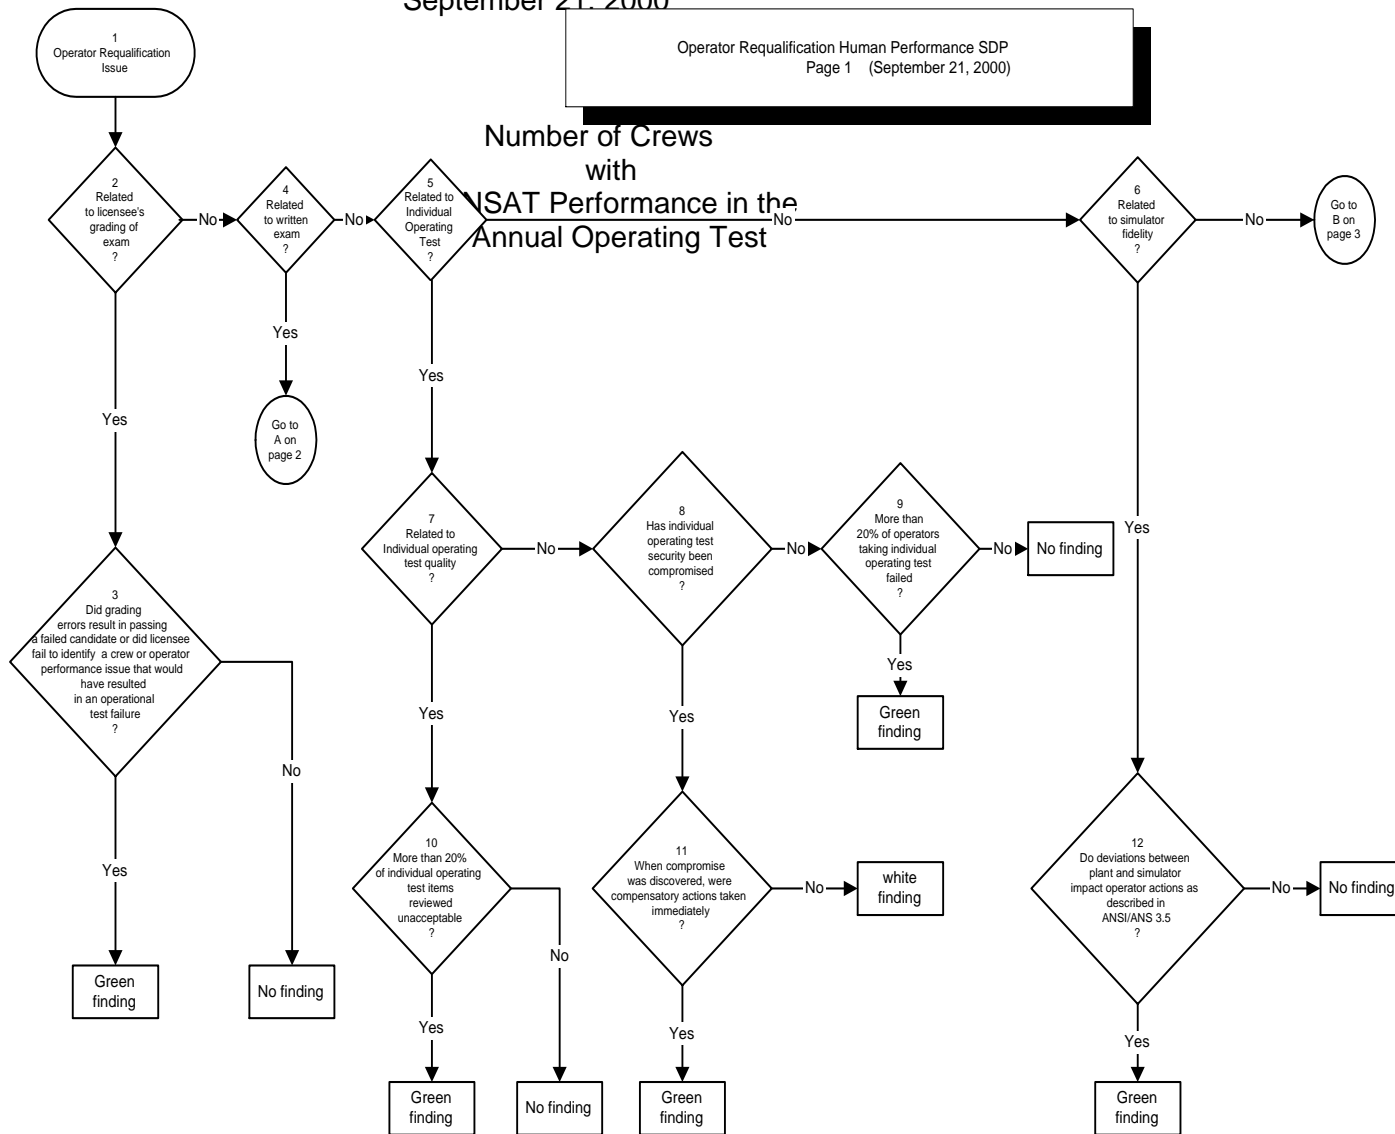 September 21, 2000
Operator Requalification Human Performance SDP
Page 1 (September 21, 2000)
1
Operator Requalification
Issue
Number of Crews
with
NSAT Performance in the
Annual Operating Test
2
Related
to licensee's
grading of
exam
?
No
4
Related
to written
exam
?
No
5
Related to
Individual
Operating
Test
?
No
6
Related
to simulator
fidelity
?
No
Go to
B on
page 3
Yes
Yes
Yes
Yes
Go to
A on
page 2
3
Did grading
errors result in passing
a failed candidate or did licensee
fail to identify a crew or operator
performance issue that would
have resulted
in an operational
test failure
?
No
Yes
Green
finding
No finding
7
Related to
Individual operating
test quality
?
No
8
Has individual
operating test
security been
compromised
?
No
9
More than
20% of operators
taking individual
operating test
failed
?
No
No finding
Yes
Green
finding
Yes
Yes
10
More than 20%
of individual operating
test items
reviewed
unacceptable
?
No
Yes
Green
finding
No finding
11
When compromise
was discovered, were
compensatory actions taken
immediately
?
No
white
finding
Yes
Green
finding
12
Do deviations between
plant and simulator
impact operator actions as
described in
ANSI/ANS 3.5
?
No
No finding
Yes
Green
finding